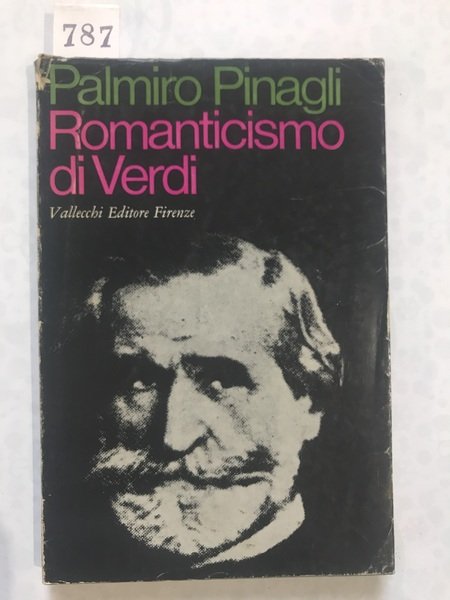 787
Palmiro Pinagli
Romanticismo
di Verdi
Vallecchi Editore Firenze